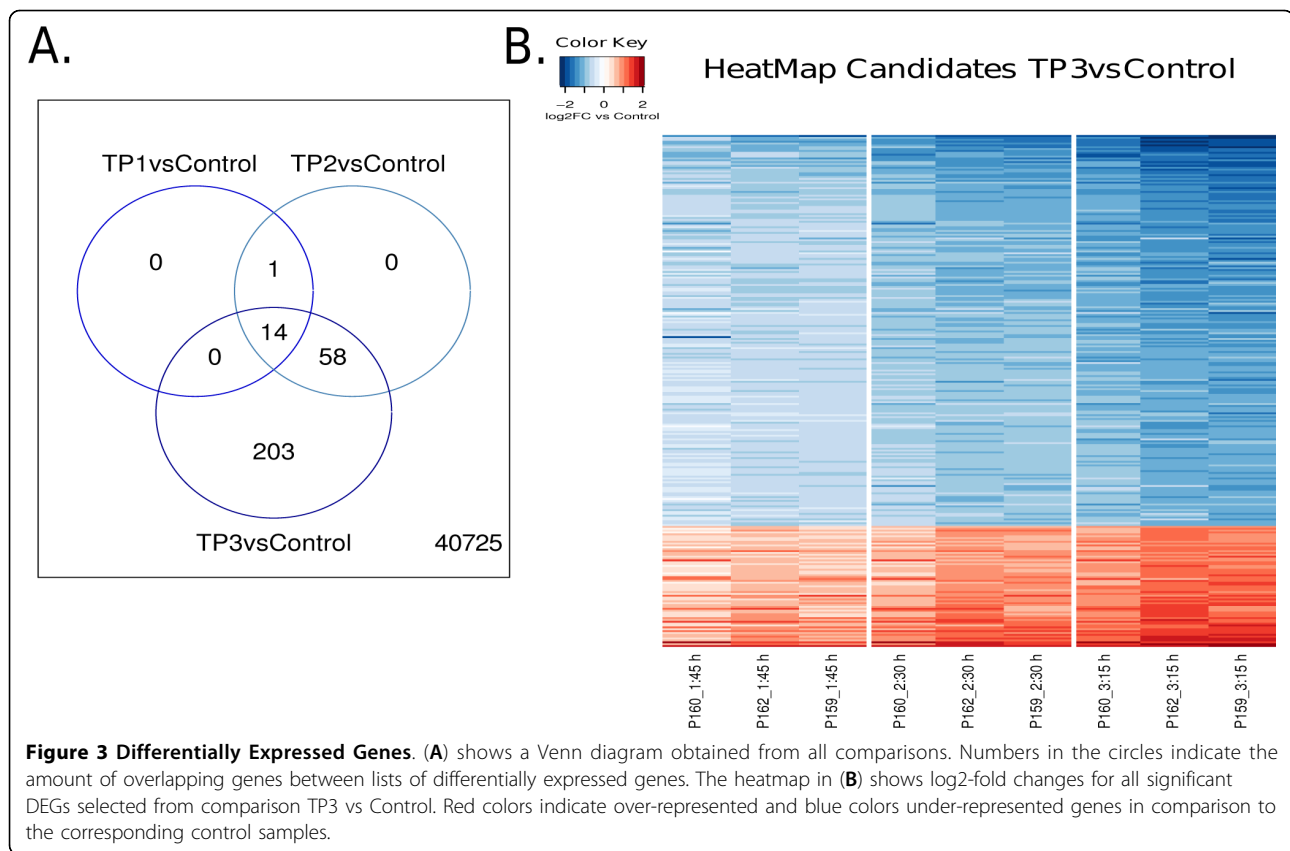 A.
TP1vsControl TP2vsControl
0 1 0
14
0 58
203
TP3vsControl 40725
B.
Color Key
−2 0 2
log2FC vs Control
HeatMap Candidates TP3vsControl
P160_1:45 h
P162_1:45 h
P159_1:45 h
P160_2:30 h
P162_2:30 h
P159_2:30 h
P160_3:15 h
P162_3:15 h
P159_3:15 h
Figure 3 Differentially Expressed Genes. (A) shows a Venn diagram obtained from all comparisons. Numbers in the circles indicate the
amount of overlapping genes between lists of differentially expressed genes. The heatmap in (B) shows log2-fold changes for all significant
DEGs selected from comparison TP3 vs Control. Red colors indicate over-represented and blue colors under-represented genes in comparison to
the corresponding control samples.